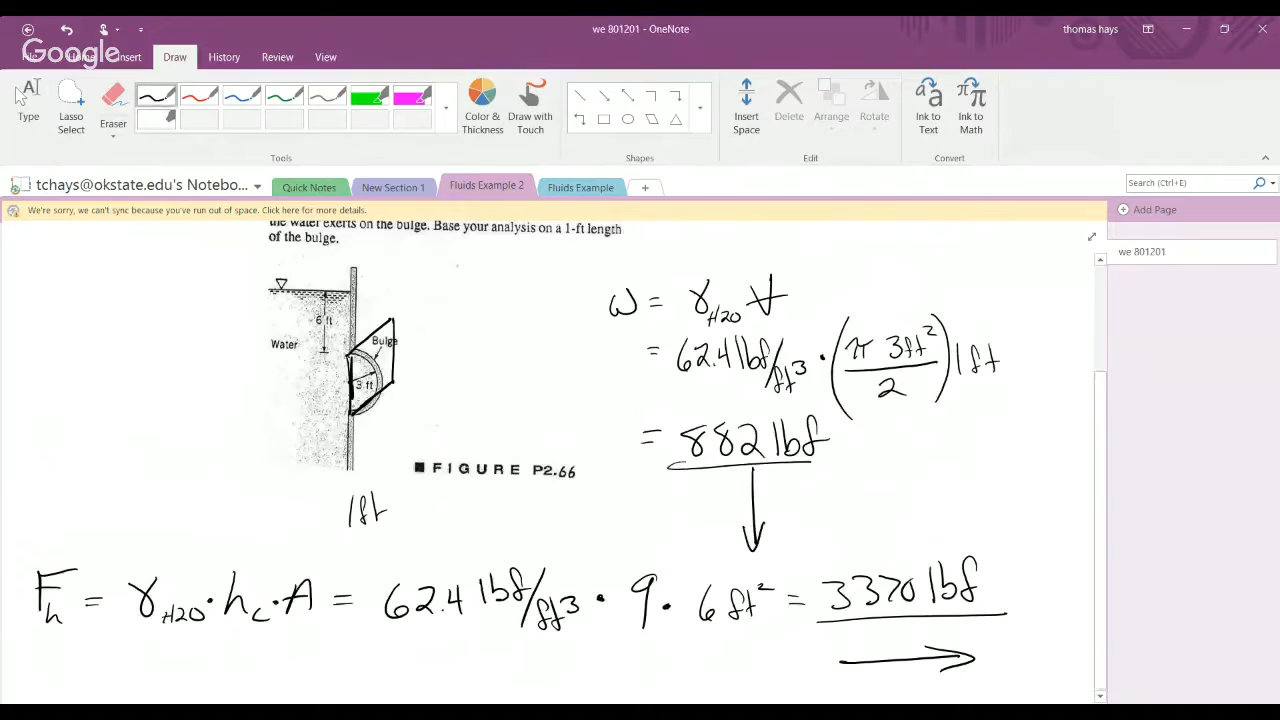 we 801201 - OneNote
thomas hays
Google
Insert Draw History Review View
Type
Lasso Select
Eraser
Color & Thickness
Draw with Touch
Insert Space
Delete
Arrange
Rotate
Ink to Text
Ink to Math
Tools
Shapes
Edit
Convert
tchays@okstate.edu's Notebo...
Quick Notes
New Section 1
Fluids Example 2
Fluids Example
Search (Ctrl+E)
We're sorry, we can't sync because you've run out of space. Click here for more details.
Add Page
we 801201
the water exerts on the bulge. Base your analysis on a 1-ft length
of the bulge.
6 ft
Water
Bulge
3 ft
FIGURE P2.66
1ft
W = γH2O V
= 62.4 lbf/ft³ · (π 3ft²/2) 1ft
= 882 lbf
Fh = γH2O · hc · A = 62.4 lbf/ft³ · 9 · 6 ft² = 3370 lbf